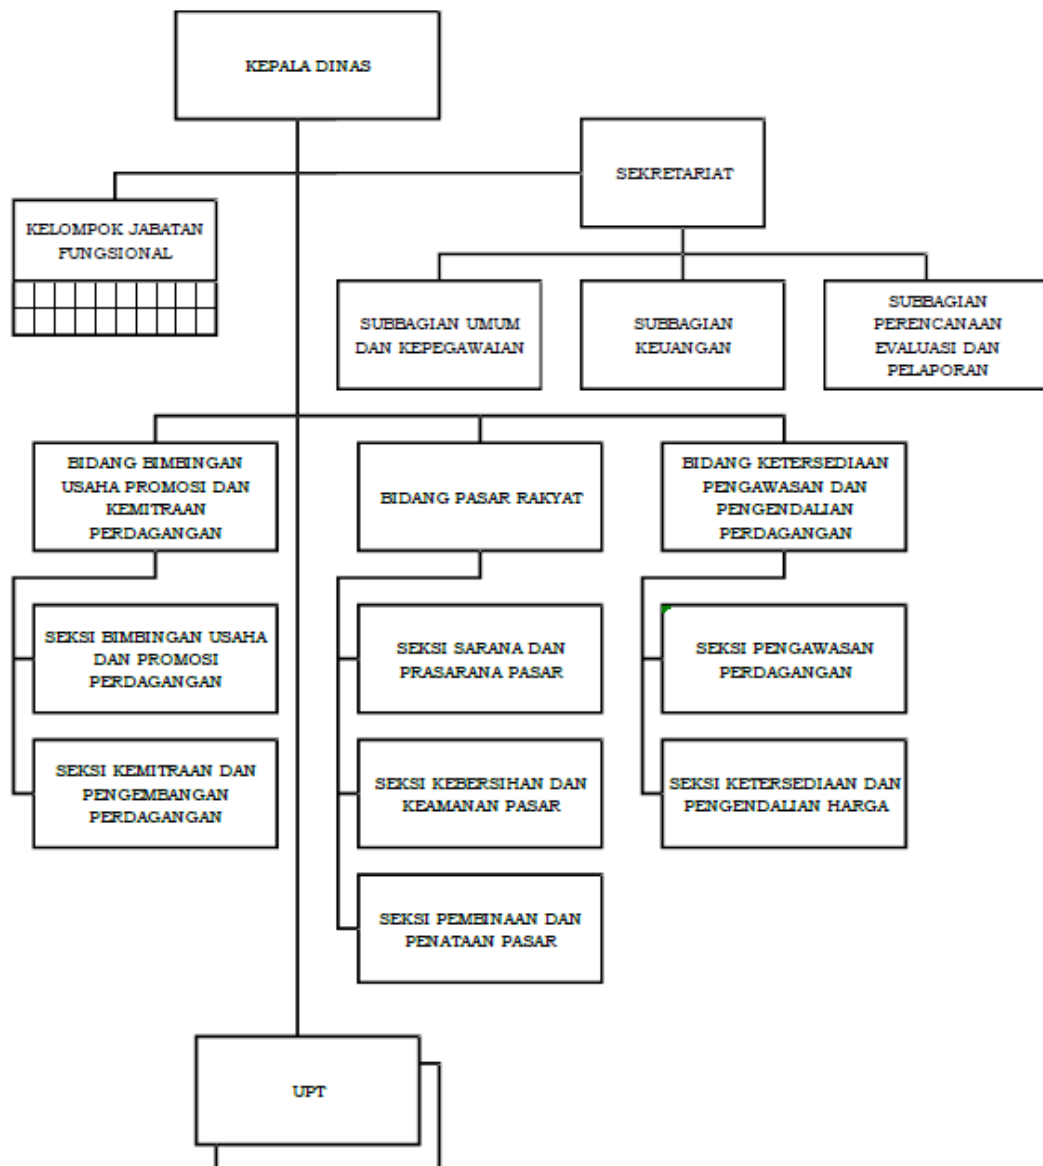 KEPALA DINAS
SEKRETARIAT
KELOMPOK JABATAN
FUNGSIONAL
SUBBAGIAN UMUM
DAN KEPEGAWAIAN
SUBBAGIAN
KEUANGAN
SUBBAGIAN
PERENCANAAN
EVALUASI DAN
PELAPORAN
BIDANG BIMBINGAN
USAHA PROMOSI DAN
KEMITRAAN
PERDAGANGAN
BIDANG PASAR RAKYAT
BIDANG KETERSEDIAAN
PENGAWASAN DAN
PENGENDALIAN
PERDAGANGAN
SEKSI BIMBINGAN USAHA
DAN PROMOSI
PERDAGANGAN
SEKSI SARANA DAN
PRASARANA PASAR
SEKSI PENGAWASAN
PERDAGANGAN
SEKSI KEMITRAAN DAN
PENGEMBANGAN
PERDAGANGAN
SEKSI KEBERSIHAN DAN
KEAMANAN PASAR
SEKSI KETERSEDIAAN DAN
PENGENDALIAN HARGA
SEKSI PEMBINAAN DAN
PENATAAN PASAR
UPT